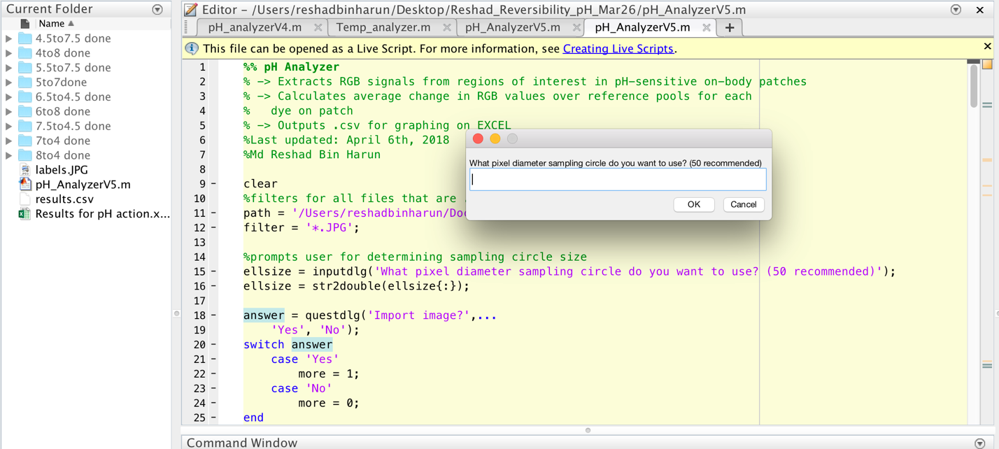 Current Folder
Name
4.5to7.5 done
4to8 done
5.5to7.5 done
5to7done
6.5to4.5 done
6to8 done
7.5to4.5 done
7to4 done
8to4 done
labels.JPG
pH_AnalyzerV5.m
results.csv
Results for pH action.x...
Editor - /Users/reshadbinharun/Desktop/Reshad_Reversibility_pH_Mar26/pH_AnalyzerV5.m
pH_analyzerV4.m Temp_analyzer.m pH_AnalyzerV5.m pH_AnalyzerV5.m +
This file can be opened as a Live Script. For more information, see Creating Live Scripts.
1 %% pH Analyzer
2 % -> Extracts RGB signals from regions of interest in pH-sensitive on-body patches
3 % -> Calculates average change in RGB values over reference pools for each
4 %   dye on patch
5 % -> Outputs .csv for graphing on EXCEL
6 %Last updated: April 6th, 2018
7 %Md Reshad Bin Harun
8
9 - clear
10 %filters for all files that are
11 - path = '/Users/reshadbinharun/Do
12 - filter = '*.JPG';
13
14 %prompts user for determining sampling circle size
15 - ellsize = inputdlg('What pixel diameter sampling circle do you want to use? (50 recommended)');
16 - ellsize = str2double(ellsize{:});
17
18 - answer = questdlg('Import image?',...
19     'Yes', 'No');
20 - switch answer
21 -     case 'Yes'
22 -         more = 1;
23 -     case 'No'
24 -         more = 0;
25 - end
What pixel diameter sampling circle do you want to use? (50 recommended)
OK Cancel
Command Window